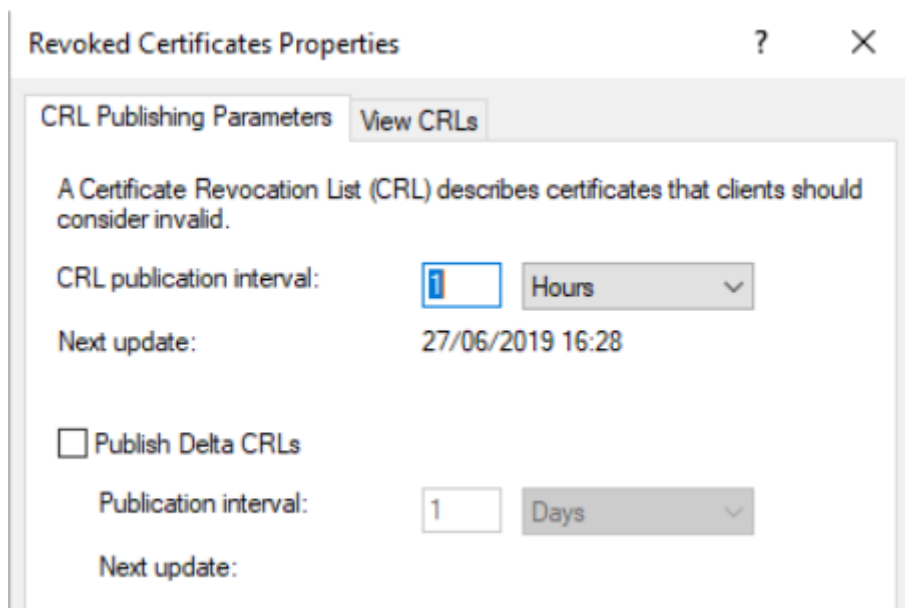 Revoked Certificates Properties ? ×
CRL Publishing Parameters View CRLs
A Certificate Revocation List (CRL) describes certificates that clients should
consider invalid.
CRL publication interval: 1 Hours
Next update: 27/06/2019 16:28
Publish Delta CRLs
Publication interval: 1 Days
Next update: